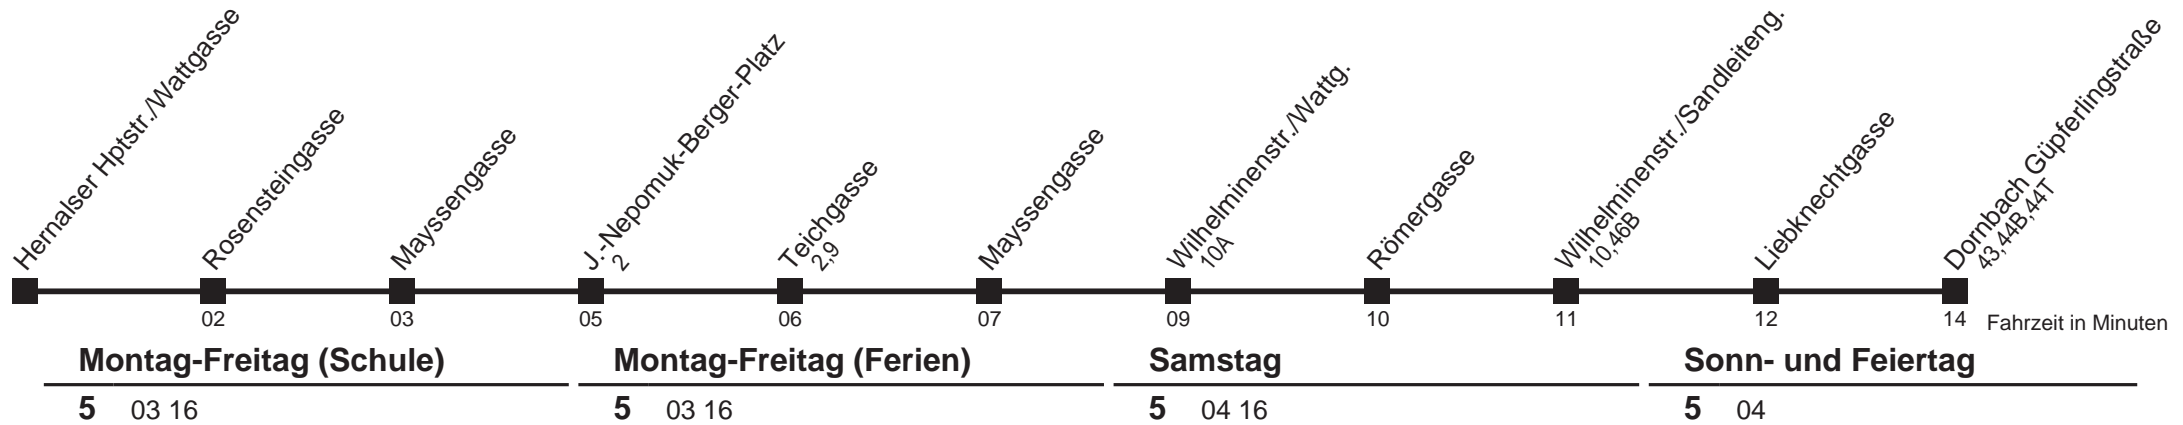 Hernalser Hptstr./Wattgasse
Rosensteingasse
Mayssengasse
J.-Nepomuk-Berger-Platz
2
Teichgasse
2,9
Mayssengasse
Wilhelminenstr./Wattg.
10A
Römergasse
Wilhelminenstr./Sandleiteng.
10,46B
Liebknechtgasse
Dornbach Güpferlingstraße
43,44B,44T
02 03 05 06 07 09 10 11 12 14 Fahrzeit in Minuten
Montag-Freitag (Schule)
5 03 16
Montag-Freitag (Ferien)
5 03 16
Samstag
5 04 16
Sonn- und Feiertag
5 04